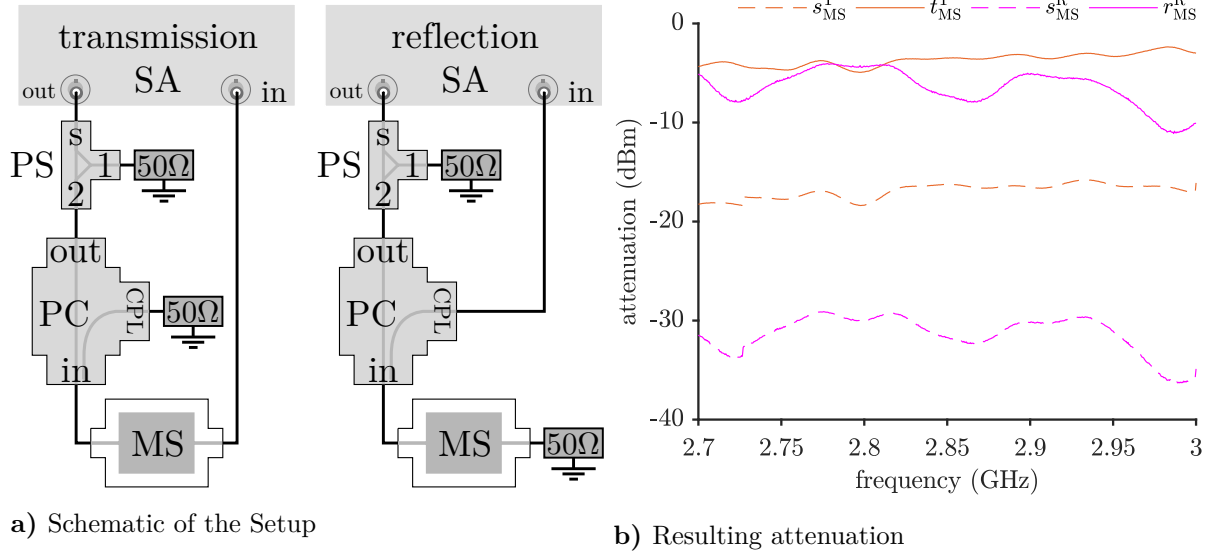 transmission
SA
out
in
s
PS
1
50Ω
2
out
PC
CPL
50Ω
in
MS
reflection
SA
out
in
s
PS
1
50Ω
2
out
PC
CPL
in
MS
50Ω
a) Schematic of the Setup
s_MS^T t_MS^T s_MS^R r_MS^R
0
-10
-20
-30
-40
attenuation (dBm)
2.7 2.75 2.8 2.85 2.9 2.95 3
frequency (GHz)
b) Resulting attenuation